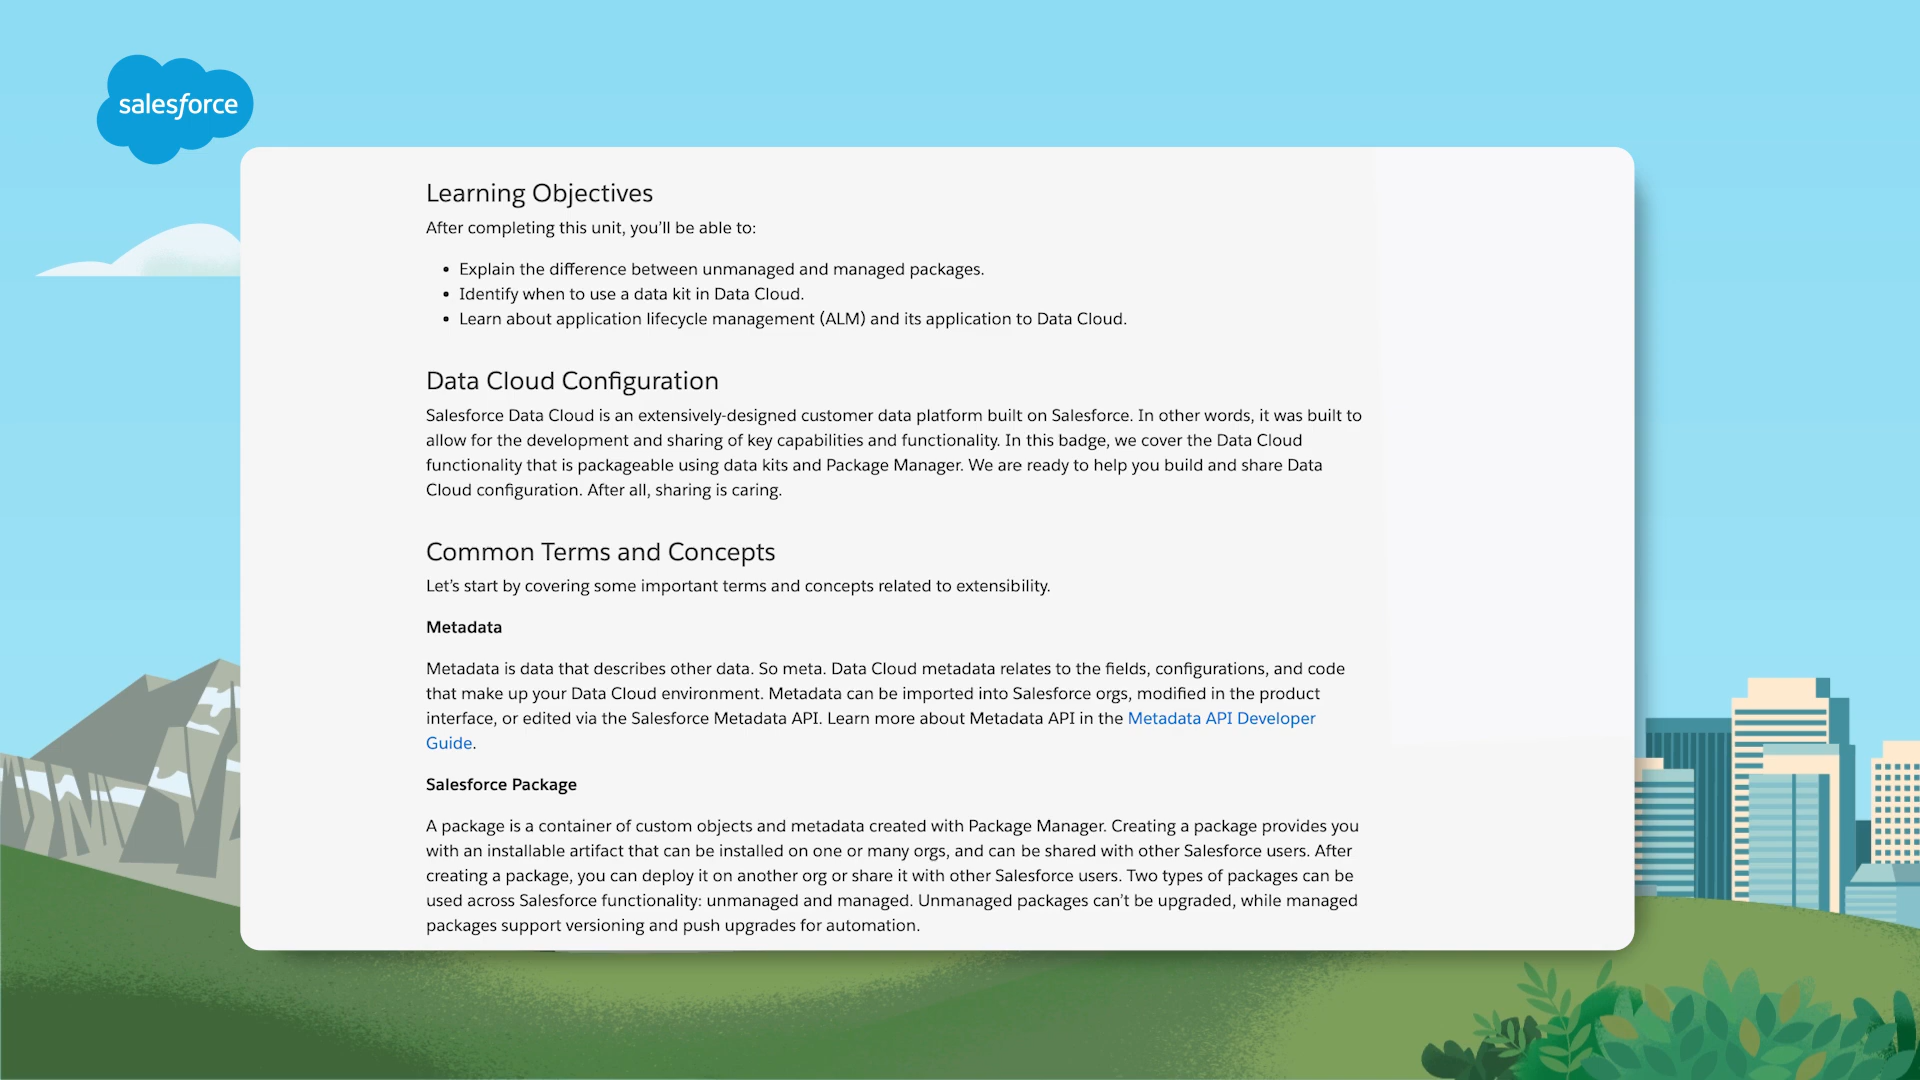 salesforce
Learning Objectives
After completing this unit, you’ll be able to:
• Explain the difference between unmanaged and managed packages.
• Identify when to use a data kit in Data Cloud.
• Learn about application lifecycle management (ALM) and its application to Data Cloud.
Data Cloud Configuration
Salesforce Data Cloud is an extensively-designed customer data platform built on Salesforce. In other words, it was built to
allow for the development and sharing of key capabilities and functionality. In this badge, we cover the Data Cloud
functionality that is packageable using data kits and Package Manager. We are ready to help you build and share Data
Cloud configuration. After all, sharing is caring.
Common Terms and Concepts
Let’s start by covering some important terms and concepts related to extensibility.
Metadata
Metadata is data that describes other data. So meta. Data Cloud metadata relates to the fields, configurations, and code
that make up your Data Cloud environment. Metadata can be imported into Salesforce orgs, modified in the product
interface, or edited via the Salesforce Metadata API. Learn more about Metadata API in the Metadata API Developer
Guide.
Salesforce Package
A package is a container of custom objects and metadata created with Package Manager. Creating a package provides you
with an installable artifact that can be installed on one or many orgs, and can be shared with other Salesforce users. After
creating a package, you can deploy it on another org or share it with other Salesforce users. Two types of packages can be
used across Salesforce functionality: unmanaged and managed. Unmanaged packages can’t be upgraded, while managed
packages support versioning and push upgrades for automation.